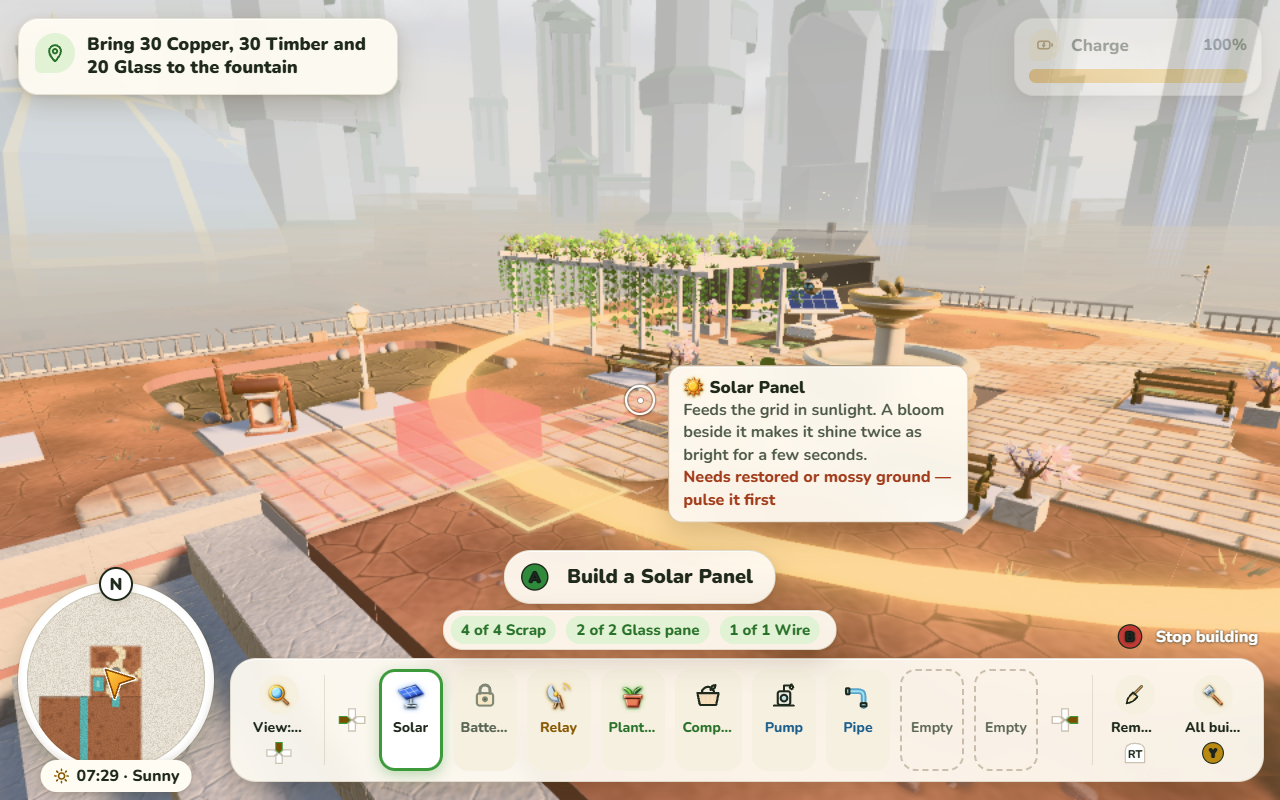 Bring 30 Copper, 30 Timber and
20 Glass to the fountain
Charge 100%
Solar Panel
Feeds the grid in sunlight. A bloom
beside it makes it shine twice as
bright for a few seconds.
Needs restored or mossy ground —
pulse it first
A Build a Solar Panel
4 of 4 Scrap 2 of 2 Glass pane 1 of 1 Wire
B Stop building
N
View:...
Solar
Batte...
Relay
Plant...
Comp...
Pump
Pipe
Empty
Empty
Rem...
All bui...
RT
Y
07:29 · Sunny